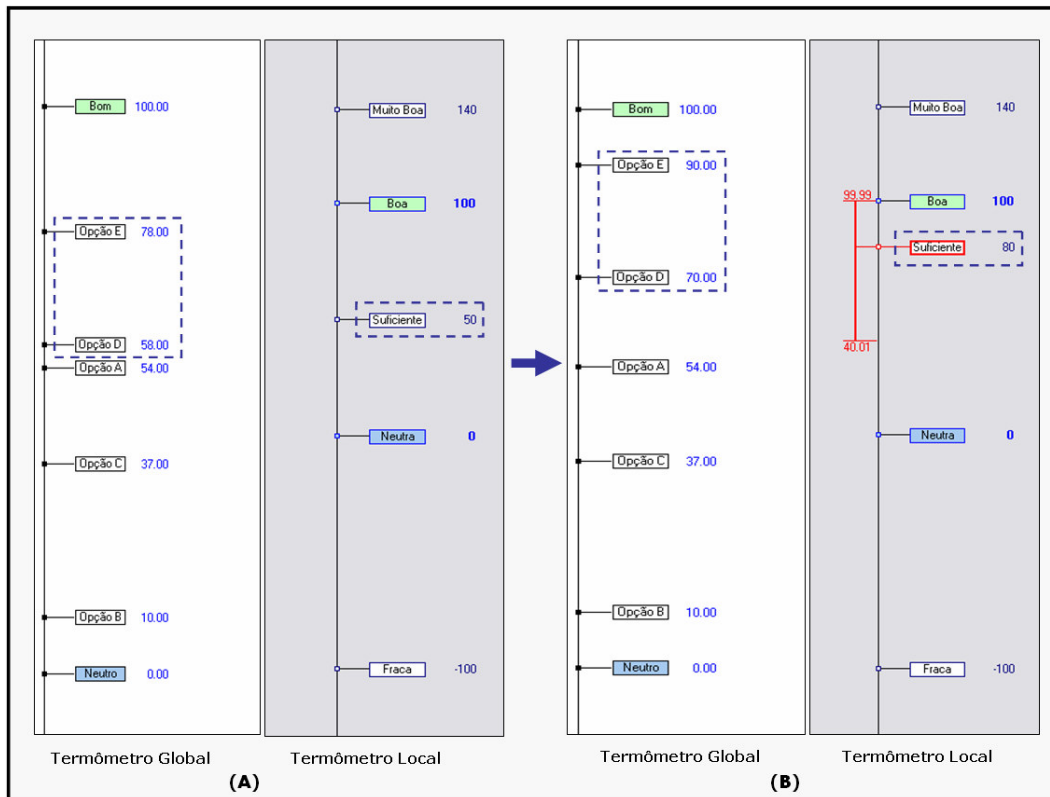 Bom 100.00
Opção E 78.00
Opção D 58.00
Opção A 54.00
Opção C 37.00
Opção B 10.00
Neutro 0.00
Termômetro Global
Muito Boa 140
Boa 100
Suficiente 50
Neutra 0
Fraca -100
Termômetro Local
(A)
Bom 100.00
Opção E 90.00
Opção D 70.00
Opção A 54.00
Opção C 37.00
Opção B 10.00
Neutro 0.00
Termômetro Global
Muito Boa 140
99.99
Boa 100
Suficiente 80
40.01
Neutra 0
Fraca -100
Termômetro Local
(B)